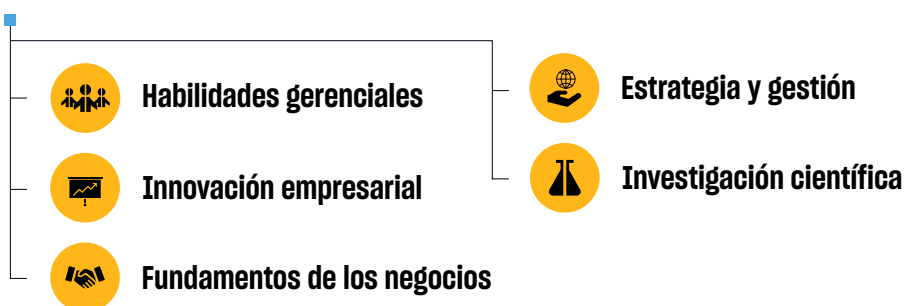 Habilidades gerenciales
Innovación empresarial
Fundamentos de los negocios
Estrategia y gestión
Investigación científica